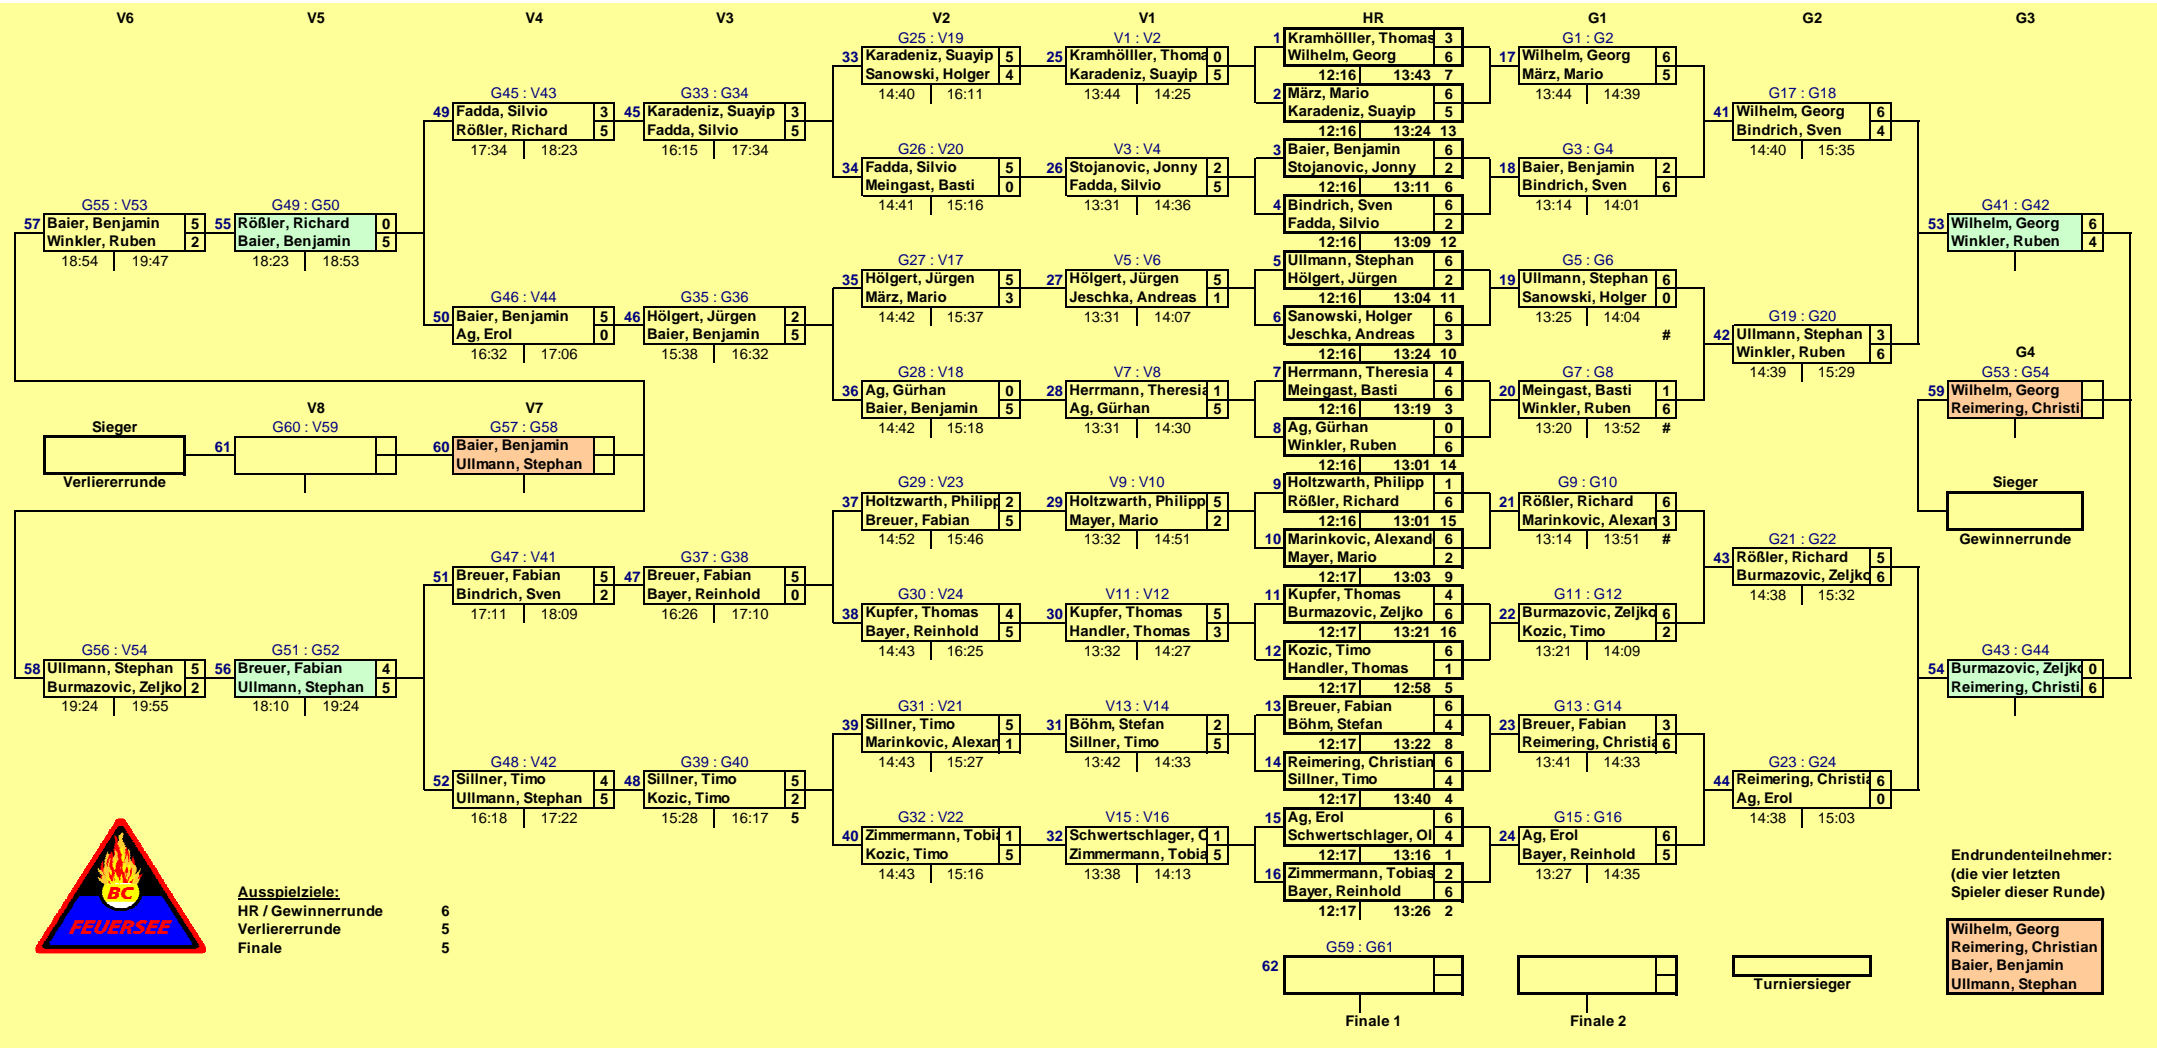 V6 V5 V4 V3 V2 V1 HR G1 G2 G3
G25 : V19
33 Karadeniz, Suayip 5
Sanowski, Holger 4
14:40 16:11
V1 : V2
25 Kramhölller, Thoma 0
Karadeniz, Suayip 5
13:44 14:25
1 Kramhölller, Thomas 3
Wilhelm, Georg 6
12:16 13:43 7
G1 : G2
17 Wilhelm, Georg 6
März, Mario 5
13:44 14:39
2 März, Mario 6
Karadeniz, Suayip 5
12:16 13:24 13
G45 : V43
49 Fadda, Silvio 3
Rößler, Richard 5
17:34 18:23
G33 : G34
45 Karadeniz, Suayip 3
Fadda, Silvio 5
16:15 17:34
G17 : G18
41 Wilhelm, Georg 6
Bindrich, Sven 4
14:40 15:35
G26 : V20
34 Fadda, Silvio 5
Meingast, Basti 0
14:41 15:16
V3 : V4
26 Stojanovic, Jonny 2
Fadda, Silvio 5
13:31 14:36
3 Baier, Benjamin 6
Stojanovic, Jonny 2
12:16 13:11 6
G3 : G4
18 Baier, Benjamin 2
Bindrich, Sven 6
13:14 14:01
4 Bindrich, Sven 6
Fadda, Silvio 2
12:16 13:09 12
G55 : V53
57 Baier, Benjamin 5
Winkler, Ruben 2
18:54 19:47
G49 : G50
55 Rößler, Richard 0
Baier, Benjamin 5
18:23 18:53
G41 : G42
53 Wilhelm, Georg 6
Winkler, Ruben 4
G27 : V17
35 Hölgert, Jürgen 5
März, Mario 3
14:42 15:37
V5 : V6
27 Hölgert, Jürgen 5
Jeschka, Andreas 1
13:31 14:07
5 Ullmann, Stephan 6
Hölgert, Jürgen 2
12:16 13:04 11
G5 : G6
19 Ullmann, Stephan 6
Sanowski, Holger 0
13:25 14:04
#
6 Sanowski, Holger 6
Jeschka, Andreas 3
12:16 13:24 10
G46 : V44
50 Baier, Benjamin 5
Ag, Erol 0
16:32 17:06
G35 : G36
46 Hölgert, Jürgen 2
Baier, Benjamin 5
15:38 16:32
G19 : G20
42 Ullmann, Stephan 3
Winkler, Ruben 6
14:39 15:29
G28 : V18
36 Ag, Gürhan 0
Baier, Benjamin 5
14:42 15:18
V7 : V8
28 Herrmann, Theresia 1
Ag, Gürhan 5
13:31 14:30
7 Herrmann, Theresia 4
Meingast, Basti 6
12:16 13:19 3
G7 : G8
20 Meingast, Basti 1
Winkler, Ruben 6
13:20 13:52 #
8 Ag, Gürhan 0
Winkler, Ruben 6
12:16 13:01 14
G4
G53 : G54
59 Wilhelm, Georg
Reimering, Christi
Sieger
Verliererrunde
V8
G60 : V59
61
V7
G57 : G58
60 Baier, Benjamin
Ullmann, Stephan
Sieger
Gewinnerrunde
G29 : V23
37 Holtzwarth, Philipp 2
Breuer, Fabian 5
14:52 15:46
V9 : V10
29 Holtzwarth, Philipp 5
Mayer, Mario 2
13:32 14:51
9 Holtzwarth, Philipp 1
Rößler, Richard 6
12:16 13:01 15
G9 : G10
21 Rößler, Richard 6
Marinkovic, Alexan 3
13:14 13:51 #
10 Marinkovic, Alexand 6
Mayer, Mario 2
12:17 13:03 9
G47 : V41
51 Breuer, Fabian 5
Bindrich, Sven 2
17:11 18:09
G37 : G38
47 Breuer, Fabian 5
Bayer, Reinhold 0
16:26 17:10
G21 : G22
43 Rößler, Richard 5
Burmazovic, Zeljko 6
14:38 15:32
G30 : V24
38 Kupfer, Thomas 4
Bayer, Reinhold 5
14:43 16:25
V11 : V12
30 Kupfer, Thomas 5
Handler, Thomas 3
13:32 14:27
11 Kupfer, Thomas 4
Burmazovic, Zeljko 6
12:17 13:21 16
G11 : G12
22 Burmazovic, Zeljko 6
Kozic, Timo 2
13:21 14:09
12 Kozic, Timo 6
Handler, Thomas 1
12:17 12:58 5
G56 : V54
58 Ullmann, Stephan 5
Burmazovic, Zeljko 2
19:24 19:55
G51 : G52
56 Breuer, Fabian 4
Ullmann, Stephan 5
18:10 19:24
G43 : G44
54 Burmazovic, Zeljko 0
Reimering, Christi 6
G31 : V21
39 Sillner, Timo 5
Marinkovic, Alexan 1
14:43 15:27
V13 : V14
31 Böhm, Stefan 2
Sillner, Timo 5
13:42 14:33
13 Breuer, Fabian 6
Böhm, Stefan 4
12:17 13:22 8
G13 : G14
23 Breuer, Fabian 3
Reimering, Christia 6
13:41 14:33
14 Reimering, Christian 6
Sillner, Timo 4
12:17 13:40 4
G48 : V42
52 Sillner, Timo 4
Ullmann, Stephan 5
16:18 17:22
G39 : G40
48 Sillner, Timo 5
Kozic, Timo 2
15:28 16:17 5
G23 : G24
44 Reimering, Christia 6
Ag, Erol 0
14:38 15:03
G32 : V22
40 Zimmermann, Tobia 1
Kozic, Timo 5
14:43 15:16
V15 : V16
32 Schwertschlager, O 1
Zimmermann, Tobia 5
13:38 14:13
15 Ag, Erol 6
Schwertschlager, Ol 4
12:17 13:16 1
G15 : G16
24 Ag, Erol 6
Bayer, Reinhold 5
13:27 14:35
16 Zimmermann, Tobias 2
Bayer, Reinhold 6
12:17 13:26 2
BC
FEUERSEE
Ausspielziele:
HR / Gewinnerrunde 6
Verliererrunde 5
Finale 5
Endrundenteilnehmer:
(die vier letzten
Spieler dieser Runde)
Wilhelm, Georg
Reimering, Christian
Baier, Benjamin
Ullmann, Stephan
G59 : G61
62
Finale 1
Finale 2
Turniersieger